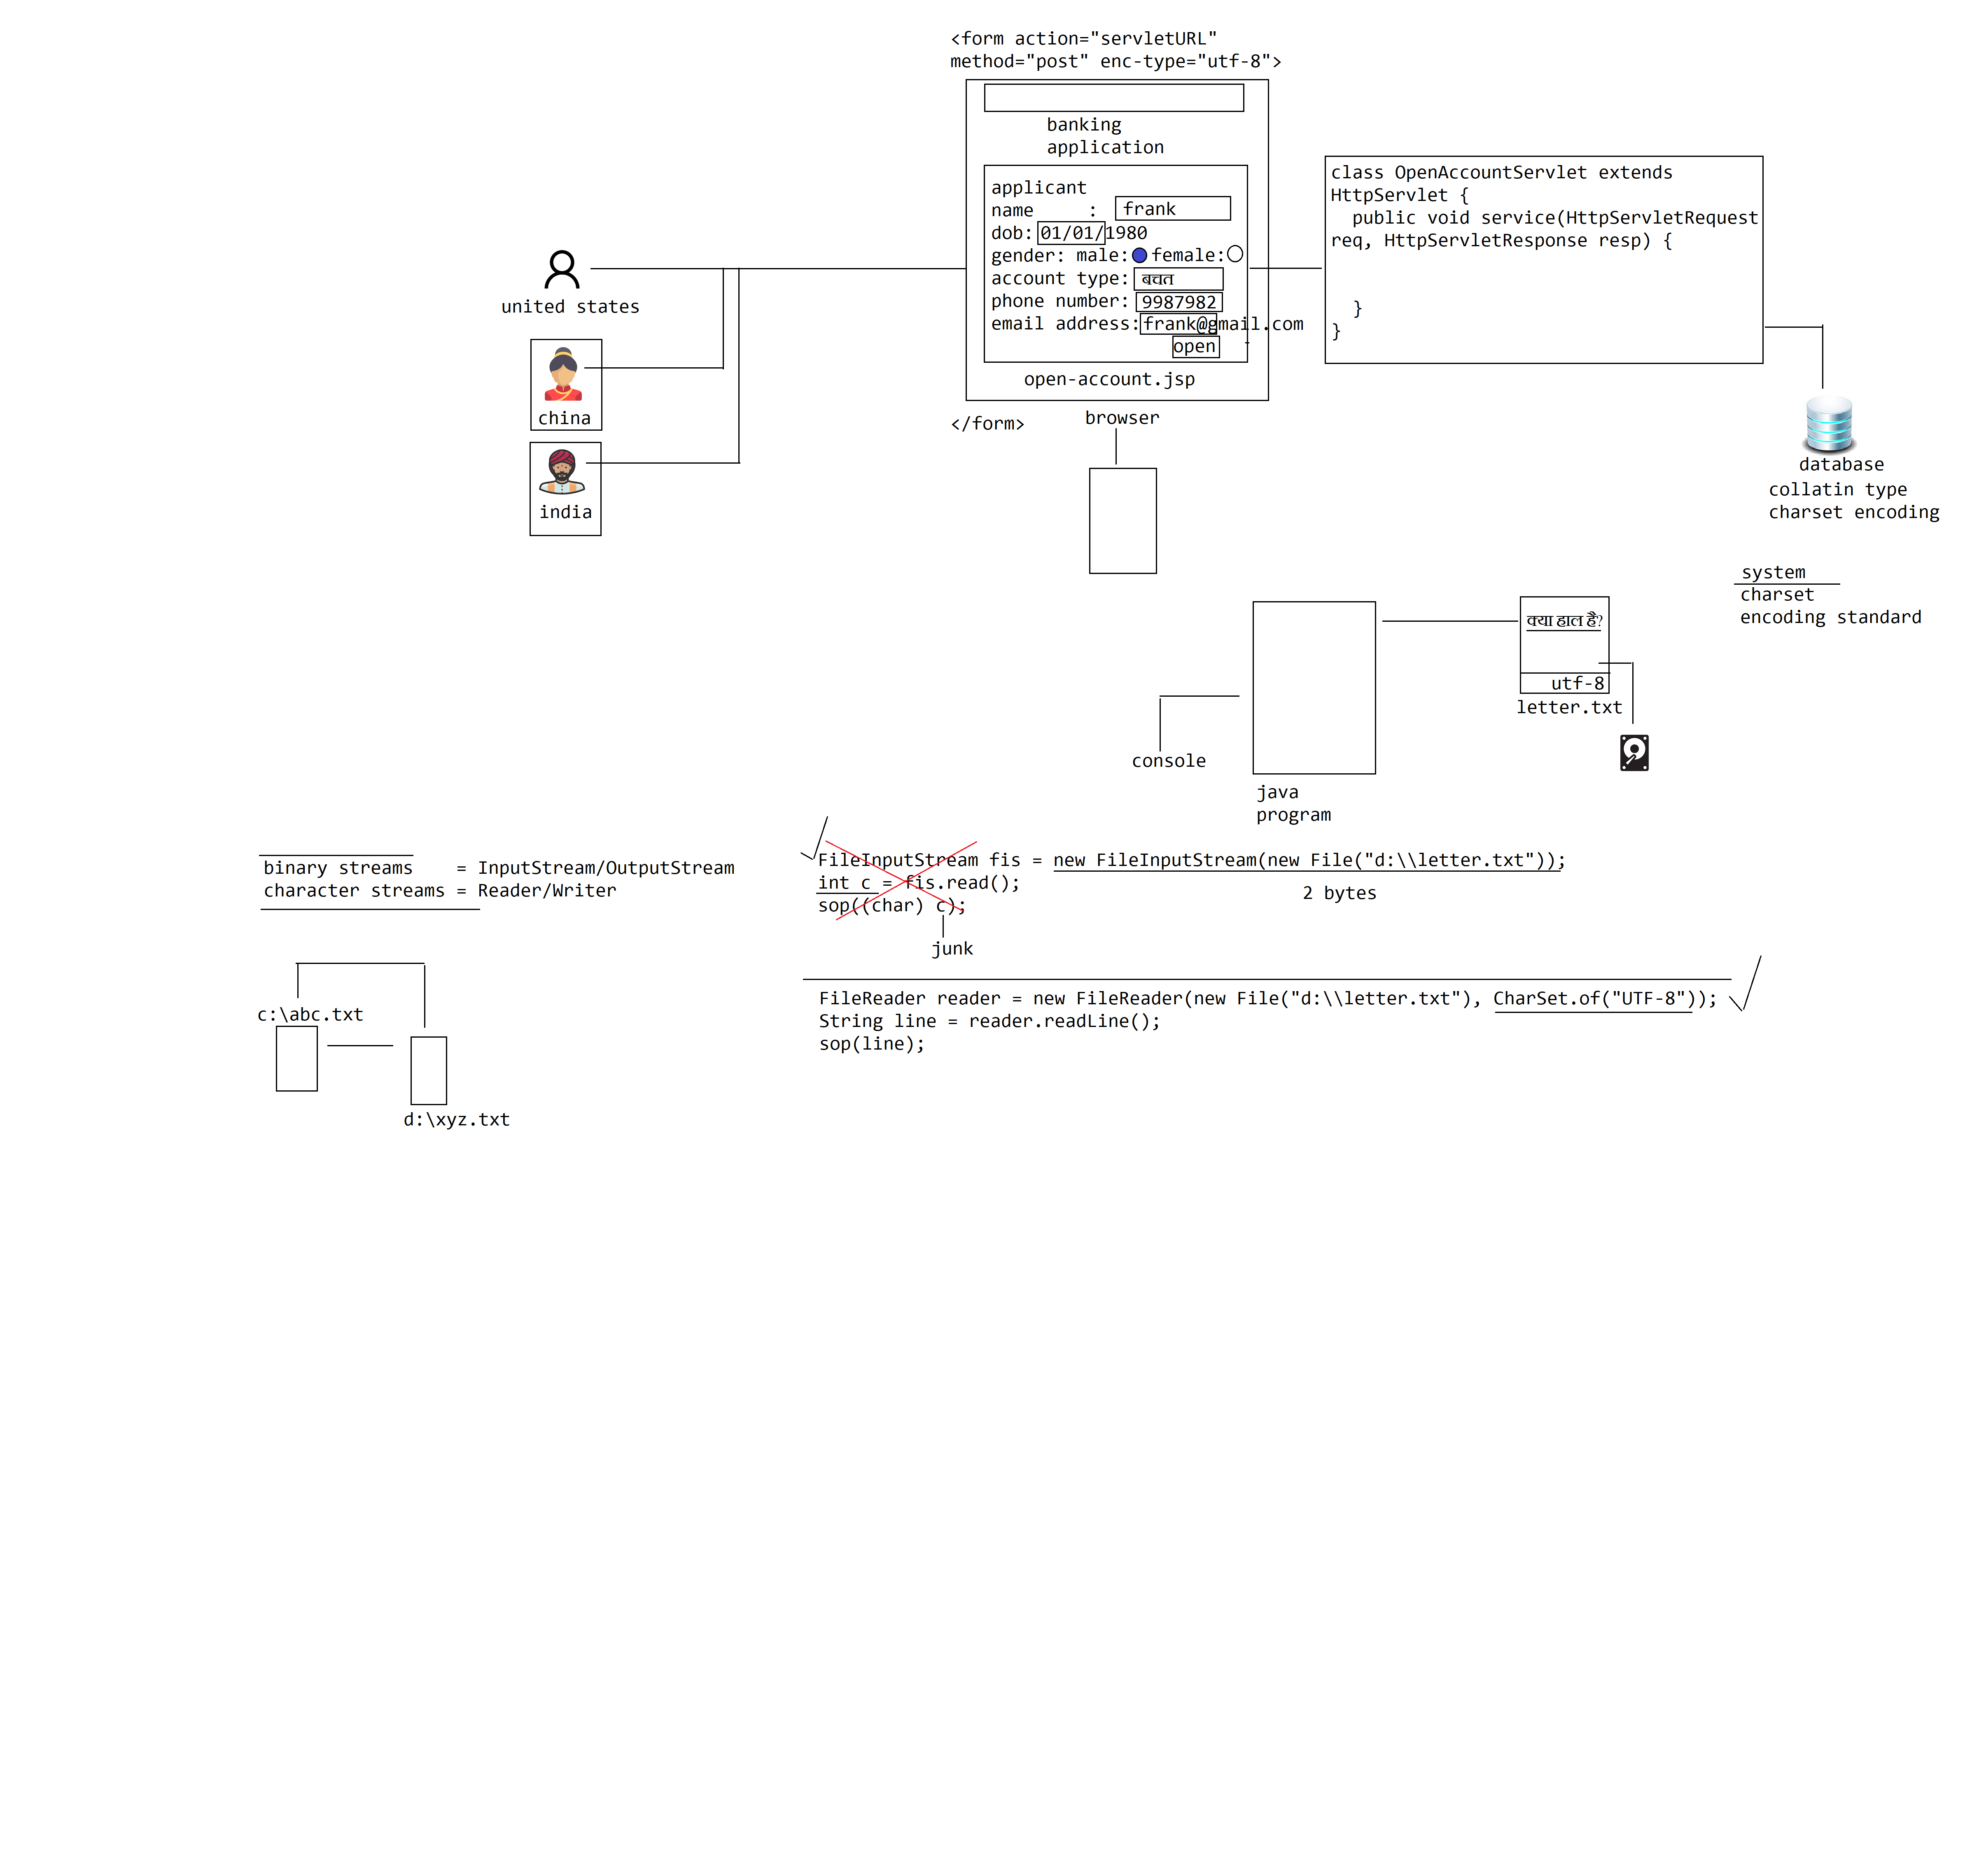 <form action="servletURL"
method="post" enc-type="utf-8">
banking
application
applicant
name : frank
dob: 01/01/1980
gender: male: female:
account type: बचत
phone number: 9987982
email address: frank@gmail.com
open
open-account.jsp
</form>
browser
class OpenAccountServlet extends
HttpServlet {
public void service(HttpServletRequest
req, HttpServletResponse resp) {
}
}
united states
china
india
database
collatin type
charset encoding
system
charset
encoding standard
क्या हाल है?
utf-8
letter.txt
console
java
program
binary streams = InputStream/OutputStream
character streams = Reader/Writer
FileInputStream fis = new FileInputStream(new File("d:\\letter.txt"));
int c = fis.read();
2 bytes
sop((char) c);
junk
FileReader reader = new FileReader(new File("d:\\letter.txt"), CharSet.of("UTF-8"));
String line = reader.readLine();
sop(line);
c:\abc.txt
d:\xyz.txt